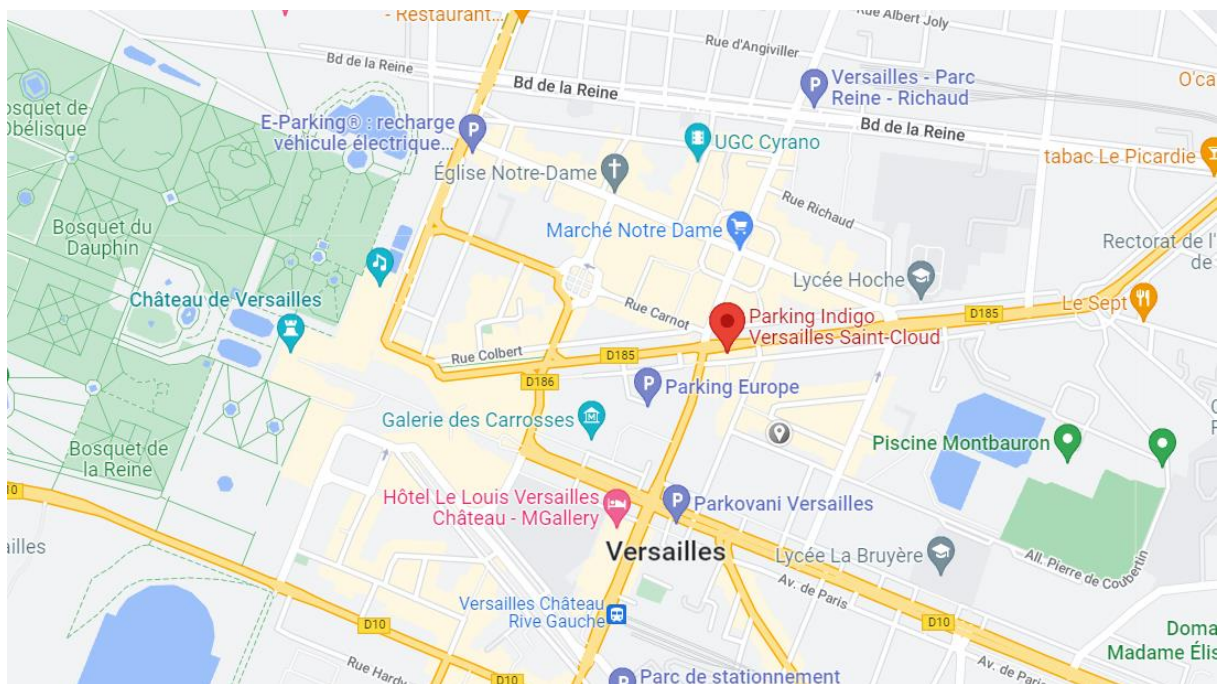 - Restaurant...
Rue Albert Joly
Rue d'Angiviller
Bd de la Reine
Bd de la Reine
Versailles - Parc
Reine - Richaud
O'ca
osquet de
Obélisque
E-Parking® : recharge
véhicule électrique...
Bd de la Reine
UGC Cyrano
tabac Le Picardie
Église Notre-Dame
Rue Richaud
Bosquet du
Dauphin
Marché Notre Dame
Rectorat de l'
de
Lycée Hoche
Château de Versailles
Le Sept
Rue Carnot
Parking Indigo
Versailles Saint-Cloud
D185
Rue Colbert
D185
D186
Parking Europe
Galerie des Carrosses
Piscine Montbauron
Bosquet de
la Reine
10
Hôtel Le Louis Versailles
Château - MGallery
Parkovani Versailles
ailles
Versailles
Lycée La Bruyère
All. Pierre de Coubertin
Av. de Paris
Versailles Château
Rive Gauche
D10
D10
Doma
Madame Élis
Rue Hardy
D10
Parc de stationnement
Av. de Paris